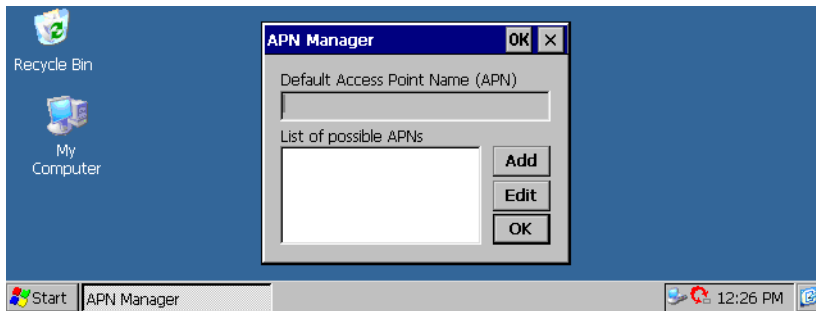 Recycle Bin
My
Computer
APN Manager OK
Default Access Point Name (APN)
List of possible APNs
Add
Edit
OK
Start APN Manager 12:26 PM